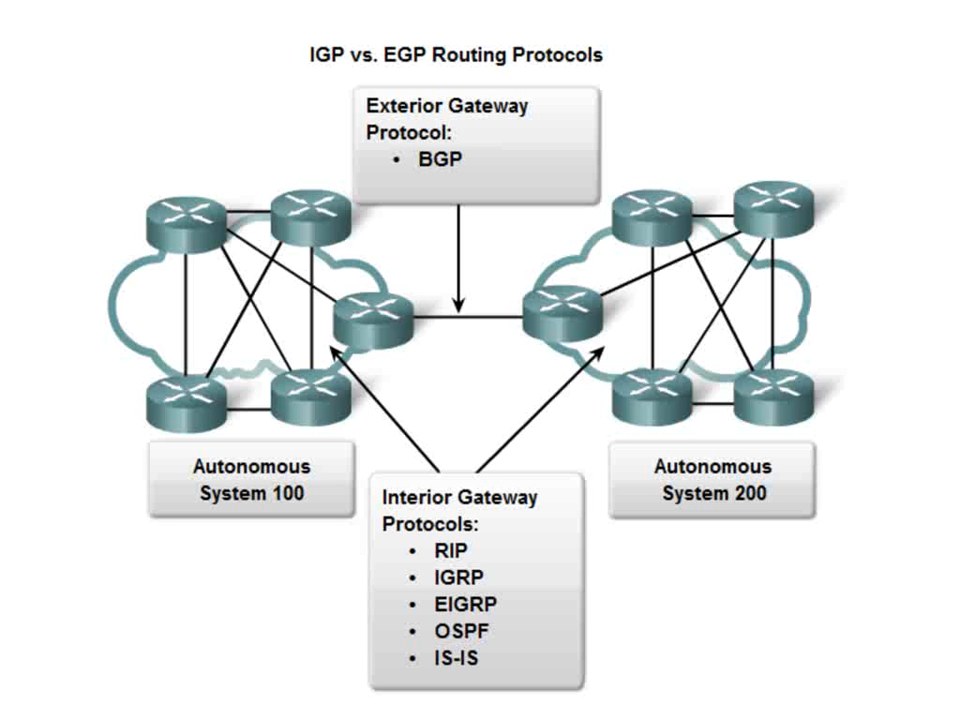 IGP vs. EGP Routing Protocols
Exterior Gateway
Protocol:
• BGP
Autonomous
System 100
Autonomous
System 200
Interior Gateway
Protocols:
• RIP
• IGRP
• EIGRP
• OSPF
• IS-IS